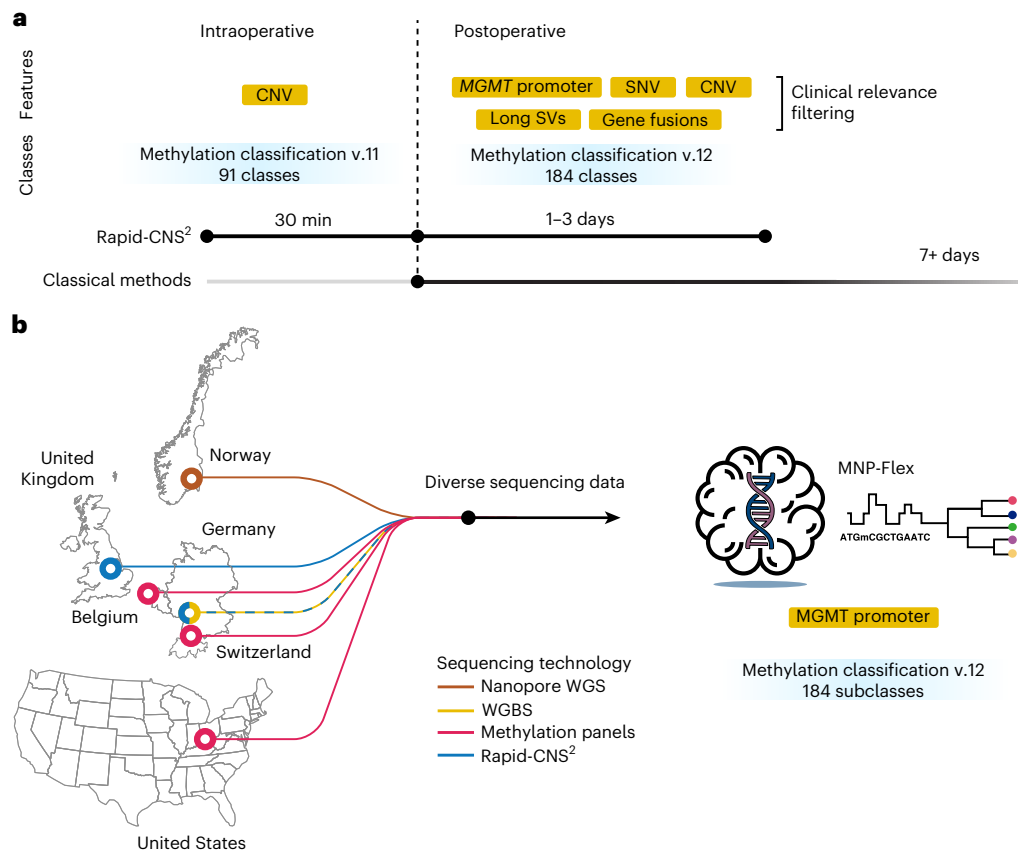 a
Intraoperative
Postoperative
Features
CNV
MGMT promoter
SNV
CNV
Long SVs
Gene fusions
Clinical relevance
filtering
Classes
Methylation classification v.11
91 classes
Methylation classification v.12
184 classes
30 min
1–3 days
Rapid-CNS²
7+ days
Classical methods
b
United
Kingdom
Norway
Germany
Belgium
Switzerland
United States
Diverse sequencing data
Sequencing technology
Nanopore WGS
WGBS
Methylation panels
Rapid-CNS²
MNP-Flex
ATGmCGCTGAATC
MGMT promoter
Methylation classification v.12
184 subclasses